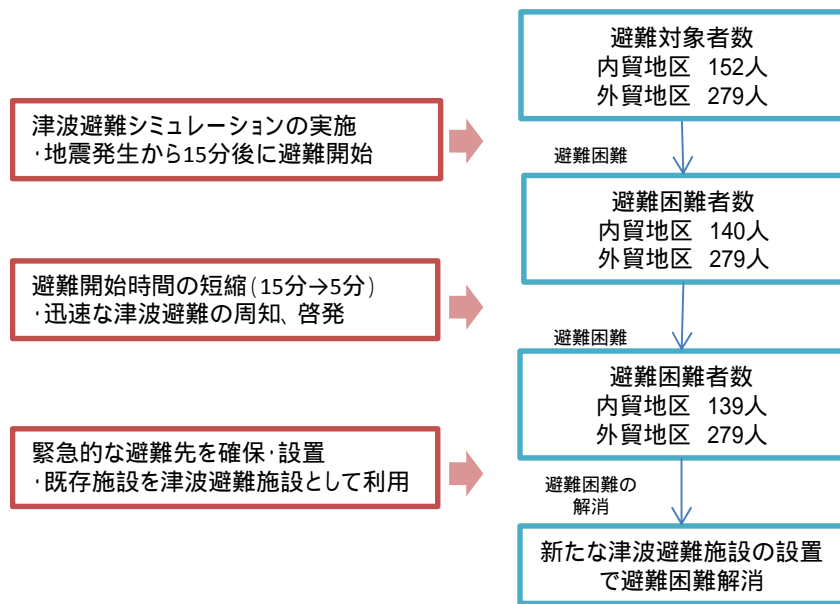 避難対象者数
内貿地区 152人
外貿地区 279人
津波避難シミュレーションの実施
・地震発生から15分後に避難開始
避難困難
避難困難者数
内貿地区 140人
外貿地区 279人
避難開始時間の短縮(15分→5分)
・迅速な津波避難の周知、啓発
避難困難
避難困難者数
内貿地区 139人
外貿地区 279人
緊急的な避難先を確保・設置
・既存施設を津波避難施設として利用
避難困難の
解消
新たな津波避難施設の設置
で避難困難解消